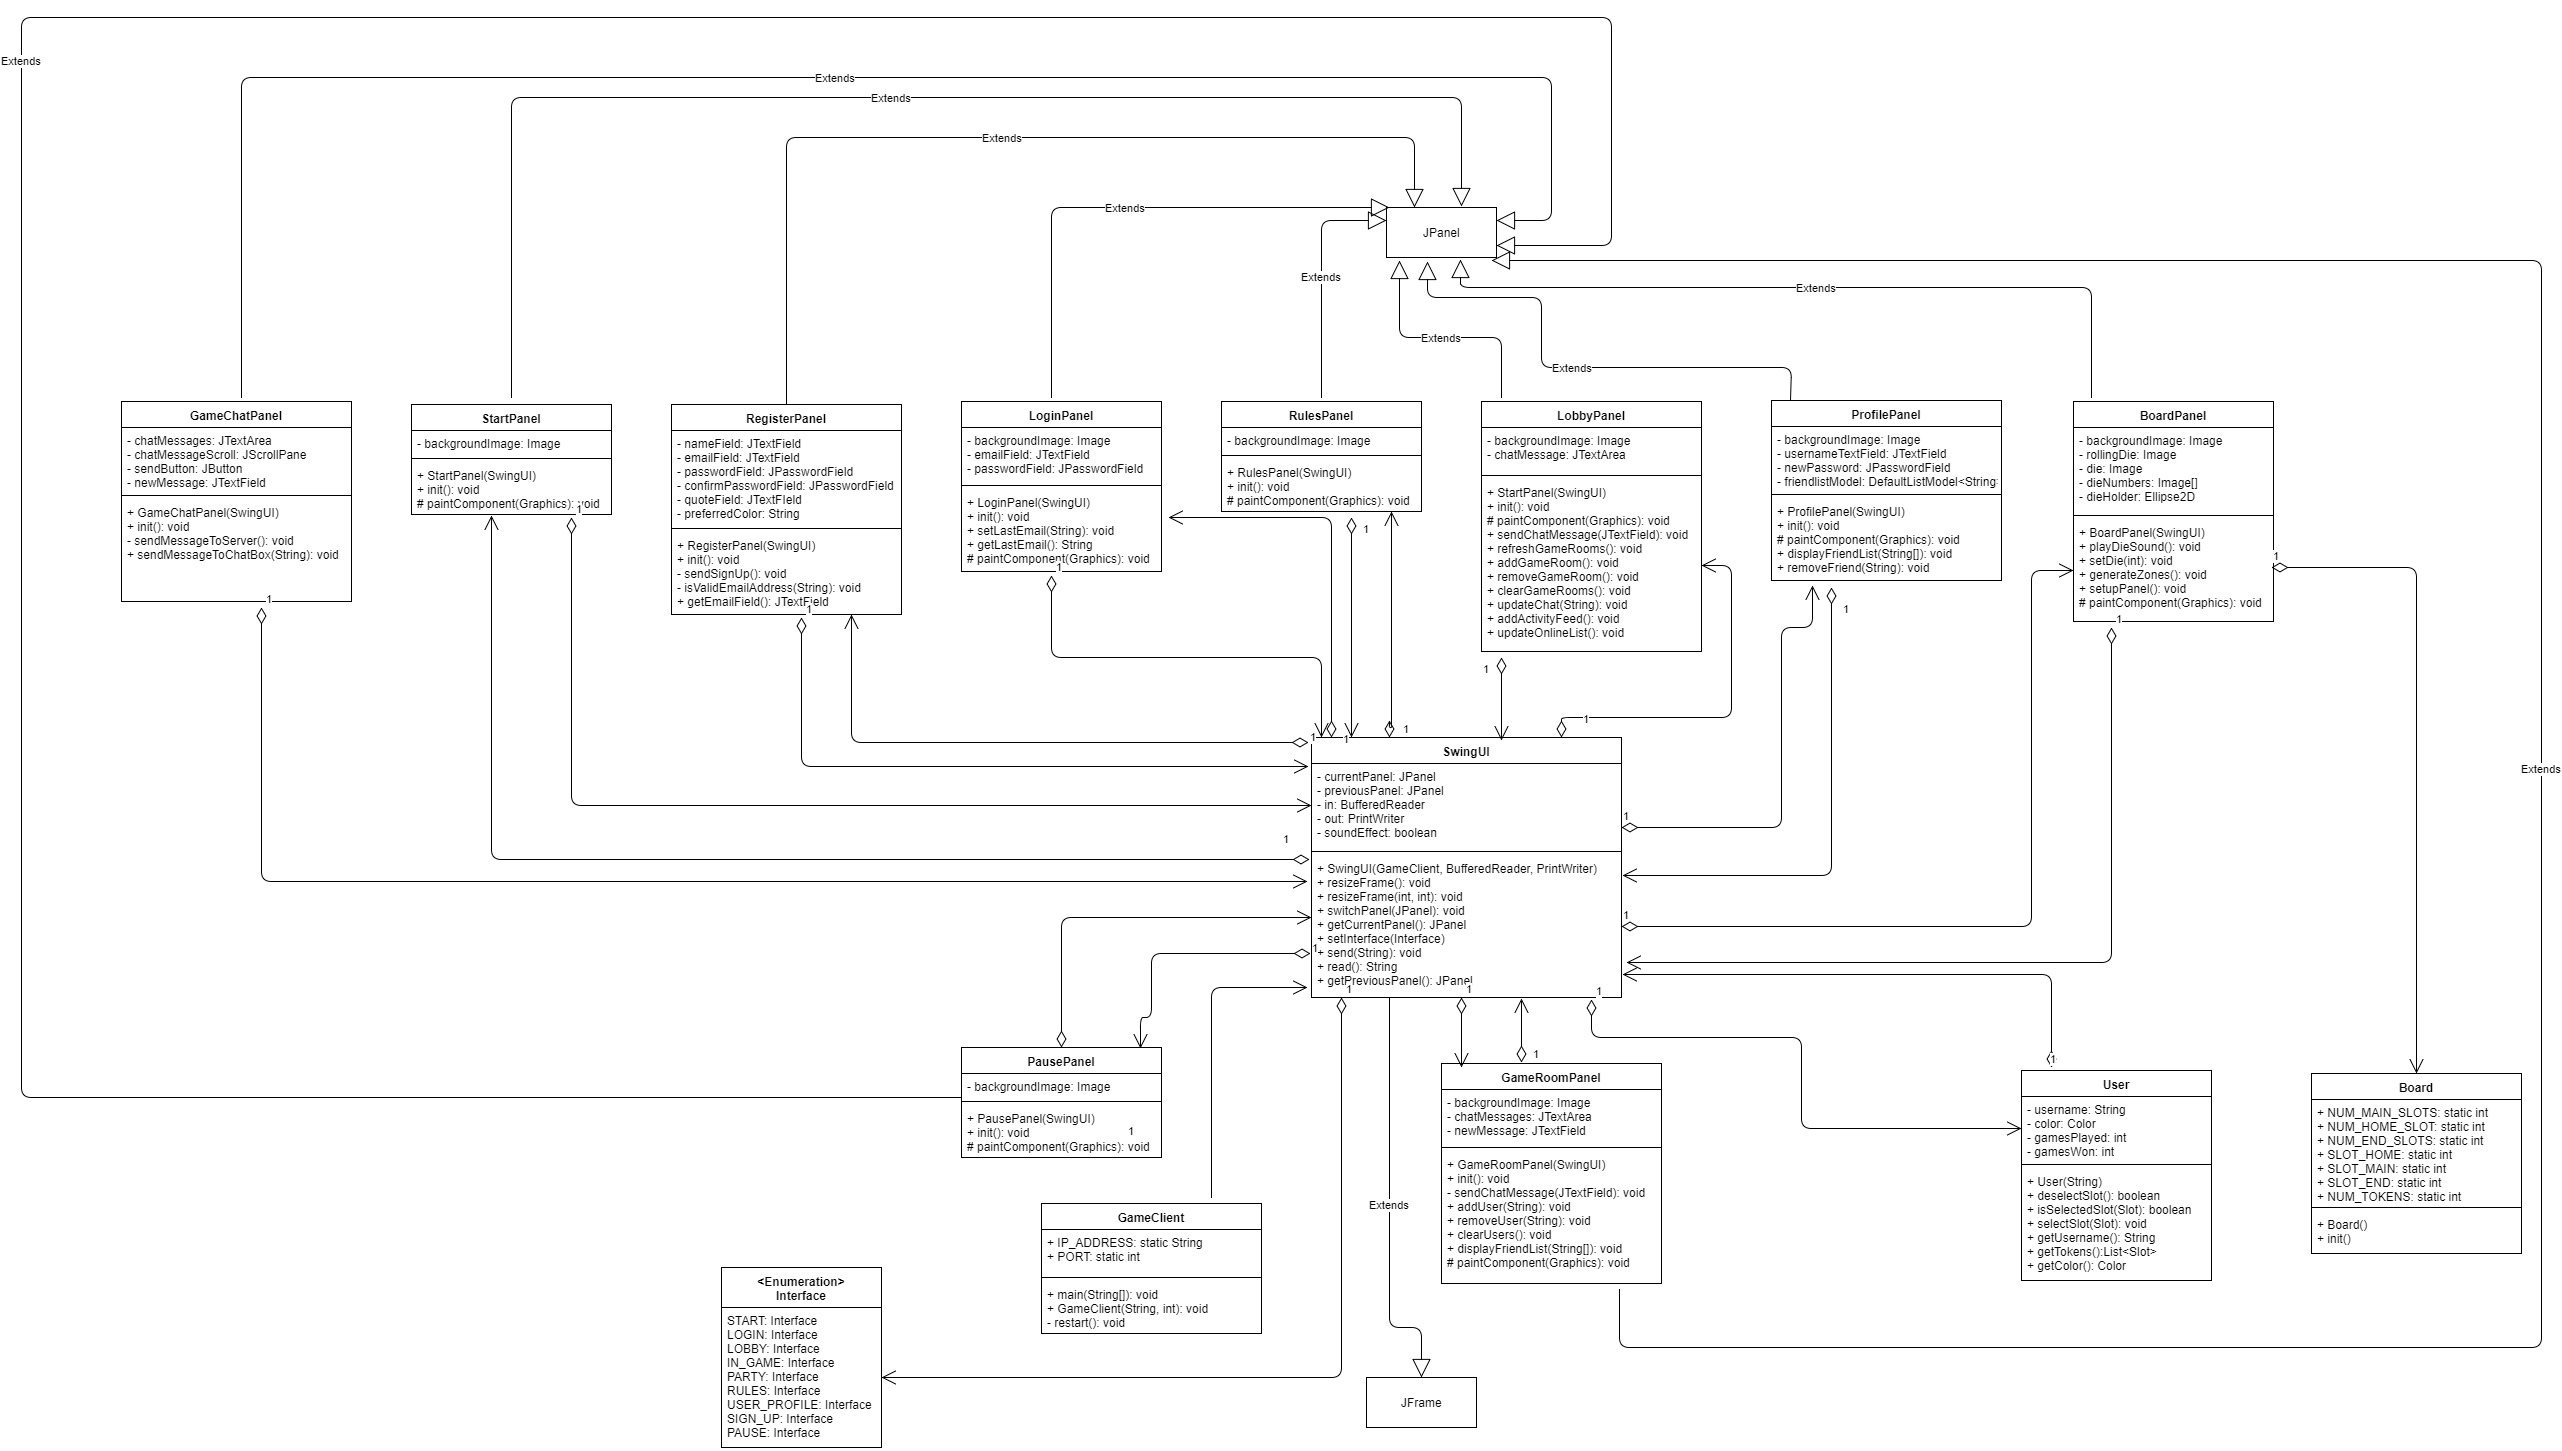 Extends
Extends
Extends
Extends
Extends
JPanel
Extends
Extends
Extends
Extends
GameChatPanel
- chatMessages: JTextArea
- chatMessageScroll: JScrollPane
- sendButton: JButton
- newMessage: JTextField
+ GameChatPanel(SwingUI)
+ init(): void
- sendMessageToServer(): void
+ sendMessageToChatBox(String): void
1
StartPanel
- backgroundImage: Image
+ StartPanel(SwingUI)
+ init(): void
# paintComponent(Graphics): void
1
RegisterPanel
- nameField: JTextField
- emailField: JTextField
- passwordField: JPasswordField
- confirmPasswordField: JPasswordField
- quoteField: JTextField
- preferredColor: String
+ RegisterPanel(SwingUI)
+ init(): void
- sendSignUp(): void
- isValidEmailAddress(String): void
+ getEmailField(): JTextField
1
LoginPanel
- backgroundImage: Image
- emailField: JTextField
- passwordField: JPasswordField
+ LoginPanel(SwingUI)
+ init(): void
+ setLastEmail(String): void
+ getLastEmail(): String
# paintComponent(Graphics): void
1
RulesPanel
- backgroundImage: Image
+ RulesPanel(SwingUI)
+ init(): void
# paintComponent(Graphics): void
1
LobbyPanel
- backgroundImage: Image
- chatMessage: JTextArea
+ StartPanel(SwingUI)
+ init(): void
# paintComponent(Graphics): void
+ sendChatMessage(JTextField): void
+ refreshGameRooms(): void
+ addGameRoom(): void
+ removeGameRoom(): void
+ clearGameRooms(): void
+ updateChat(String): void
+ addActivityFeed(): void
+ updateOnlineList(): void
1
ProfilePanel
- backgroundImage: Image
- usernameTextField: JTextField
- newPassword: JPasswordField
- friendlistModel: DefaultListModel<String
+ ProfilePanel(SwingUI)
+ init(): void
# paintComponent(Graphics): void
+ displayFriendList(String[]): void
+ removeFriend(String): void
1
BoardPanel
- backgroundImage: Image
- rollingDie: Image
- die: Image
- dieNumbers: Image[]
- dieHolder: Ellipse2D
+ BoardPanel(SwingUI)
+ playDieSound(): void
+ setDie(int): void
+ generateZones(): void
+ setupPanel(): void
# paintComponent(Graphics): void
1
1
1
1
1
1
SwingUI
- currentPanel: JPanel
- previousPanel: JPanel
- in: BufferedReader
- out: PrintWriter
- soundEffect: boolean
+ SwingUI(GameClient, BufferedReader, PrintWriter)
+ resizeFrame(): void
+ resizeFrame(int, int): void
+ switchPanel(JPanel): void
+ getCurrentPanel(): JPanel
+ setInterface(Interface)
+ send(String): void
+ read(): String
+ getPreviousPanel(): JPanel
1
1
1
1
1
1
1
1
Extends
PausePanel
- backgroundImage: Image
+ PausePanel(SwingUI)
+ init(): void
1
# paintComponent(Graphics): void
GameClient
+ IP_ADDRESS: static String
+ PORT: static int
+ main(String[]): void
+ GameClient(String, int): void
- restart(): void
<Enumeration>
Interface
START: Interface
LOGIN: Interface
LOBBY: Interface
IN_GAME: Interface
PARTY: Interface
RULES: Interface
USER_PROFILE: Interface
SIGN_UP: Interface
PAUSE: Interface
Extends
JFrame
1
GameRoomPanel
- backgroundImage: Image
- chatMessages: JTextArea
- newMessage: JTextField
+ GameRoomPanel(SwingUI)
+ init(): void
- sendChatMessage(JTextField): void
+ addUser(String): void
+ removeUser(String): void
+ clearUsers(): void
+ displayFriendList(String[]): void
# paintComponent(Graphics): void
1
User
- username: String
- color: Color
- gamesPlayed: int
- gamesWon: int
+ User(String)
+ deselectSlot(): boolean
+ isSelectedSlot(Slot): boolean
+ selectSlot(Slot): void
+ getUsername(): String
+ getTokens():List<Slot>
+ getColor(): Color
Board
+ NUM_MAIN_SLOTS: static int
+ NUM_HOME_SLOT: static int
+ NUM_END_SLOTS: static int
+ SLOT_HOME: static int
+ SLOT_MAIN: static int
+ SLOT_END: static int
+ NUM_TOKENS: static int
+ Board()
+ init()